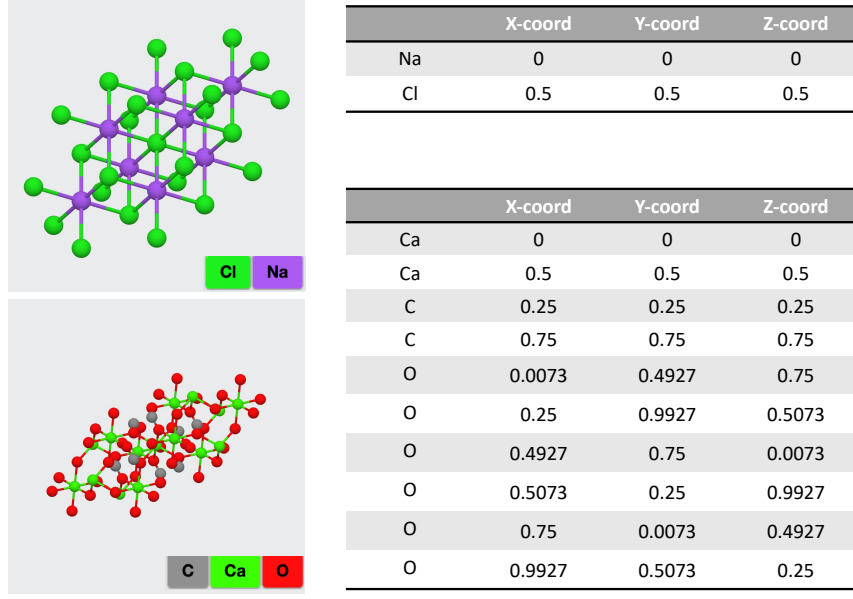 Cl Na
X-coord Y-coord Z-coord
Na 0 0 0
Cl 0.5 0.5 0.5
C Ca O
X-coord Y-coord Z-coord
Ca 0 0 0
Ca 0.5 0.5 0.5
C 0.25 0.25 0.25
C 0.75 0.75 0.75
O 0.0073 0.4927 0.75
O 0.25 0.9927 0.5073
O 0.4927 0.75 0.0073
O 0.5073 0.25 0.9927
O 0.75 0.0073 0.4927
O 0.9927 0.5073 0.25